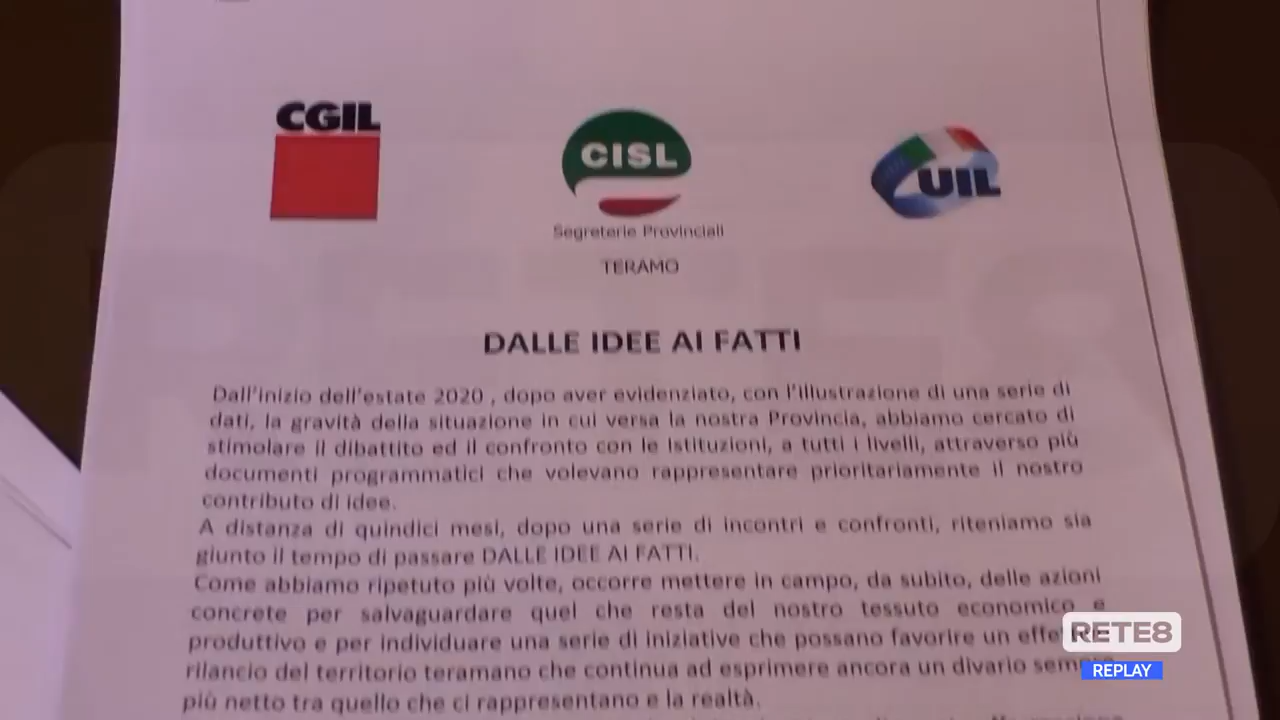 CGIL
CISL
UIL
Segreterie Provinciali
TERAMO
DALLE IDEE AI FATTI
Dall'inizio dell'estate 2020 , dopo aver evidenziato, con l'illustrazione di una serie di
dati, la gravità della situazione in cui versa la nostra Provincia, abbiamo cercato di
stimolare il dibattito ed il confronto con le Istituzioni, a tutti i livelli, attraverso più
documenti programmatici che volevano rappresentare prioritariamente il nostro
contributo di idee.
A distanza di quindici mesi, dopo una serie di incontri e confronti, riteniamo sia
giunto il tempo di passare DALLE IDEE AI FATTI.
Come abbiamo ripetuto più volte, occorre mettere in campo, da subito, delle azioni
concrete per salvaguardare quel che resta del nostro tessuto economico e
produttivo e per individuare una serie di iniziative che possano favorire un
rilancio del territorio teramano che continua ad esprimere ancora un divario sempre
più netto tra quello che ci rappresentano e la realtà.
RETE8
REPLAY